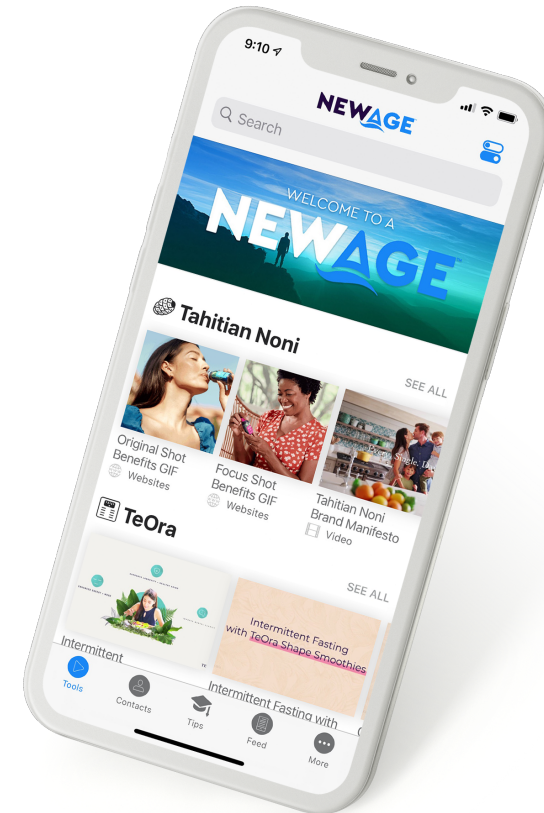 9:10
NEWAGE
Search
WELCOME TO A
NEWAGE™
Tahitian Noni
SEE ALL
Original Shot
Benefits GIF
Websites
Focus Shot
Benefits GIF
Websites
Single.
Tahitian Noni
Brand Manifesto
Video
TeOra
SEE ALL
Intermittent
Intermittent Fasting
with TeOra Shape Smoothies
Intermittent Fasting with
Tools
Contacts
Tips
Feed
More